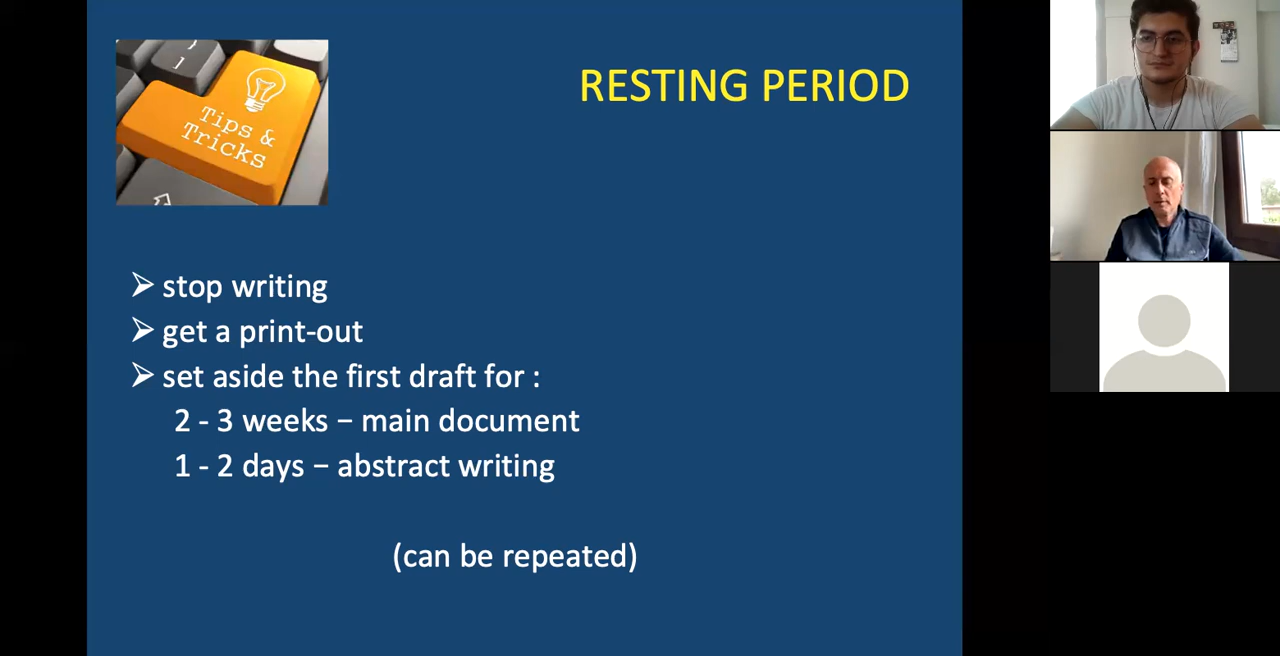 }
]
Tips &
Tricks
RESTING PERIOD
➢ stop writing
➢ get a print-out
➢ set aside the first draft for :
2 - 3 weeks – main document
1 - 2 days – abstract writing
(can be repeated)